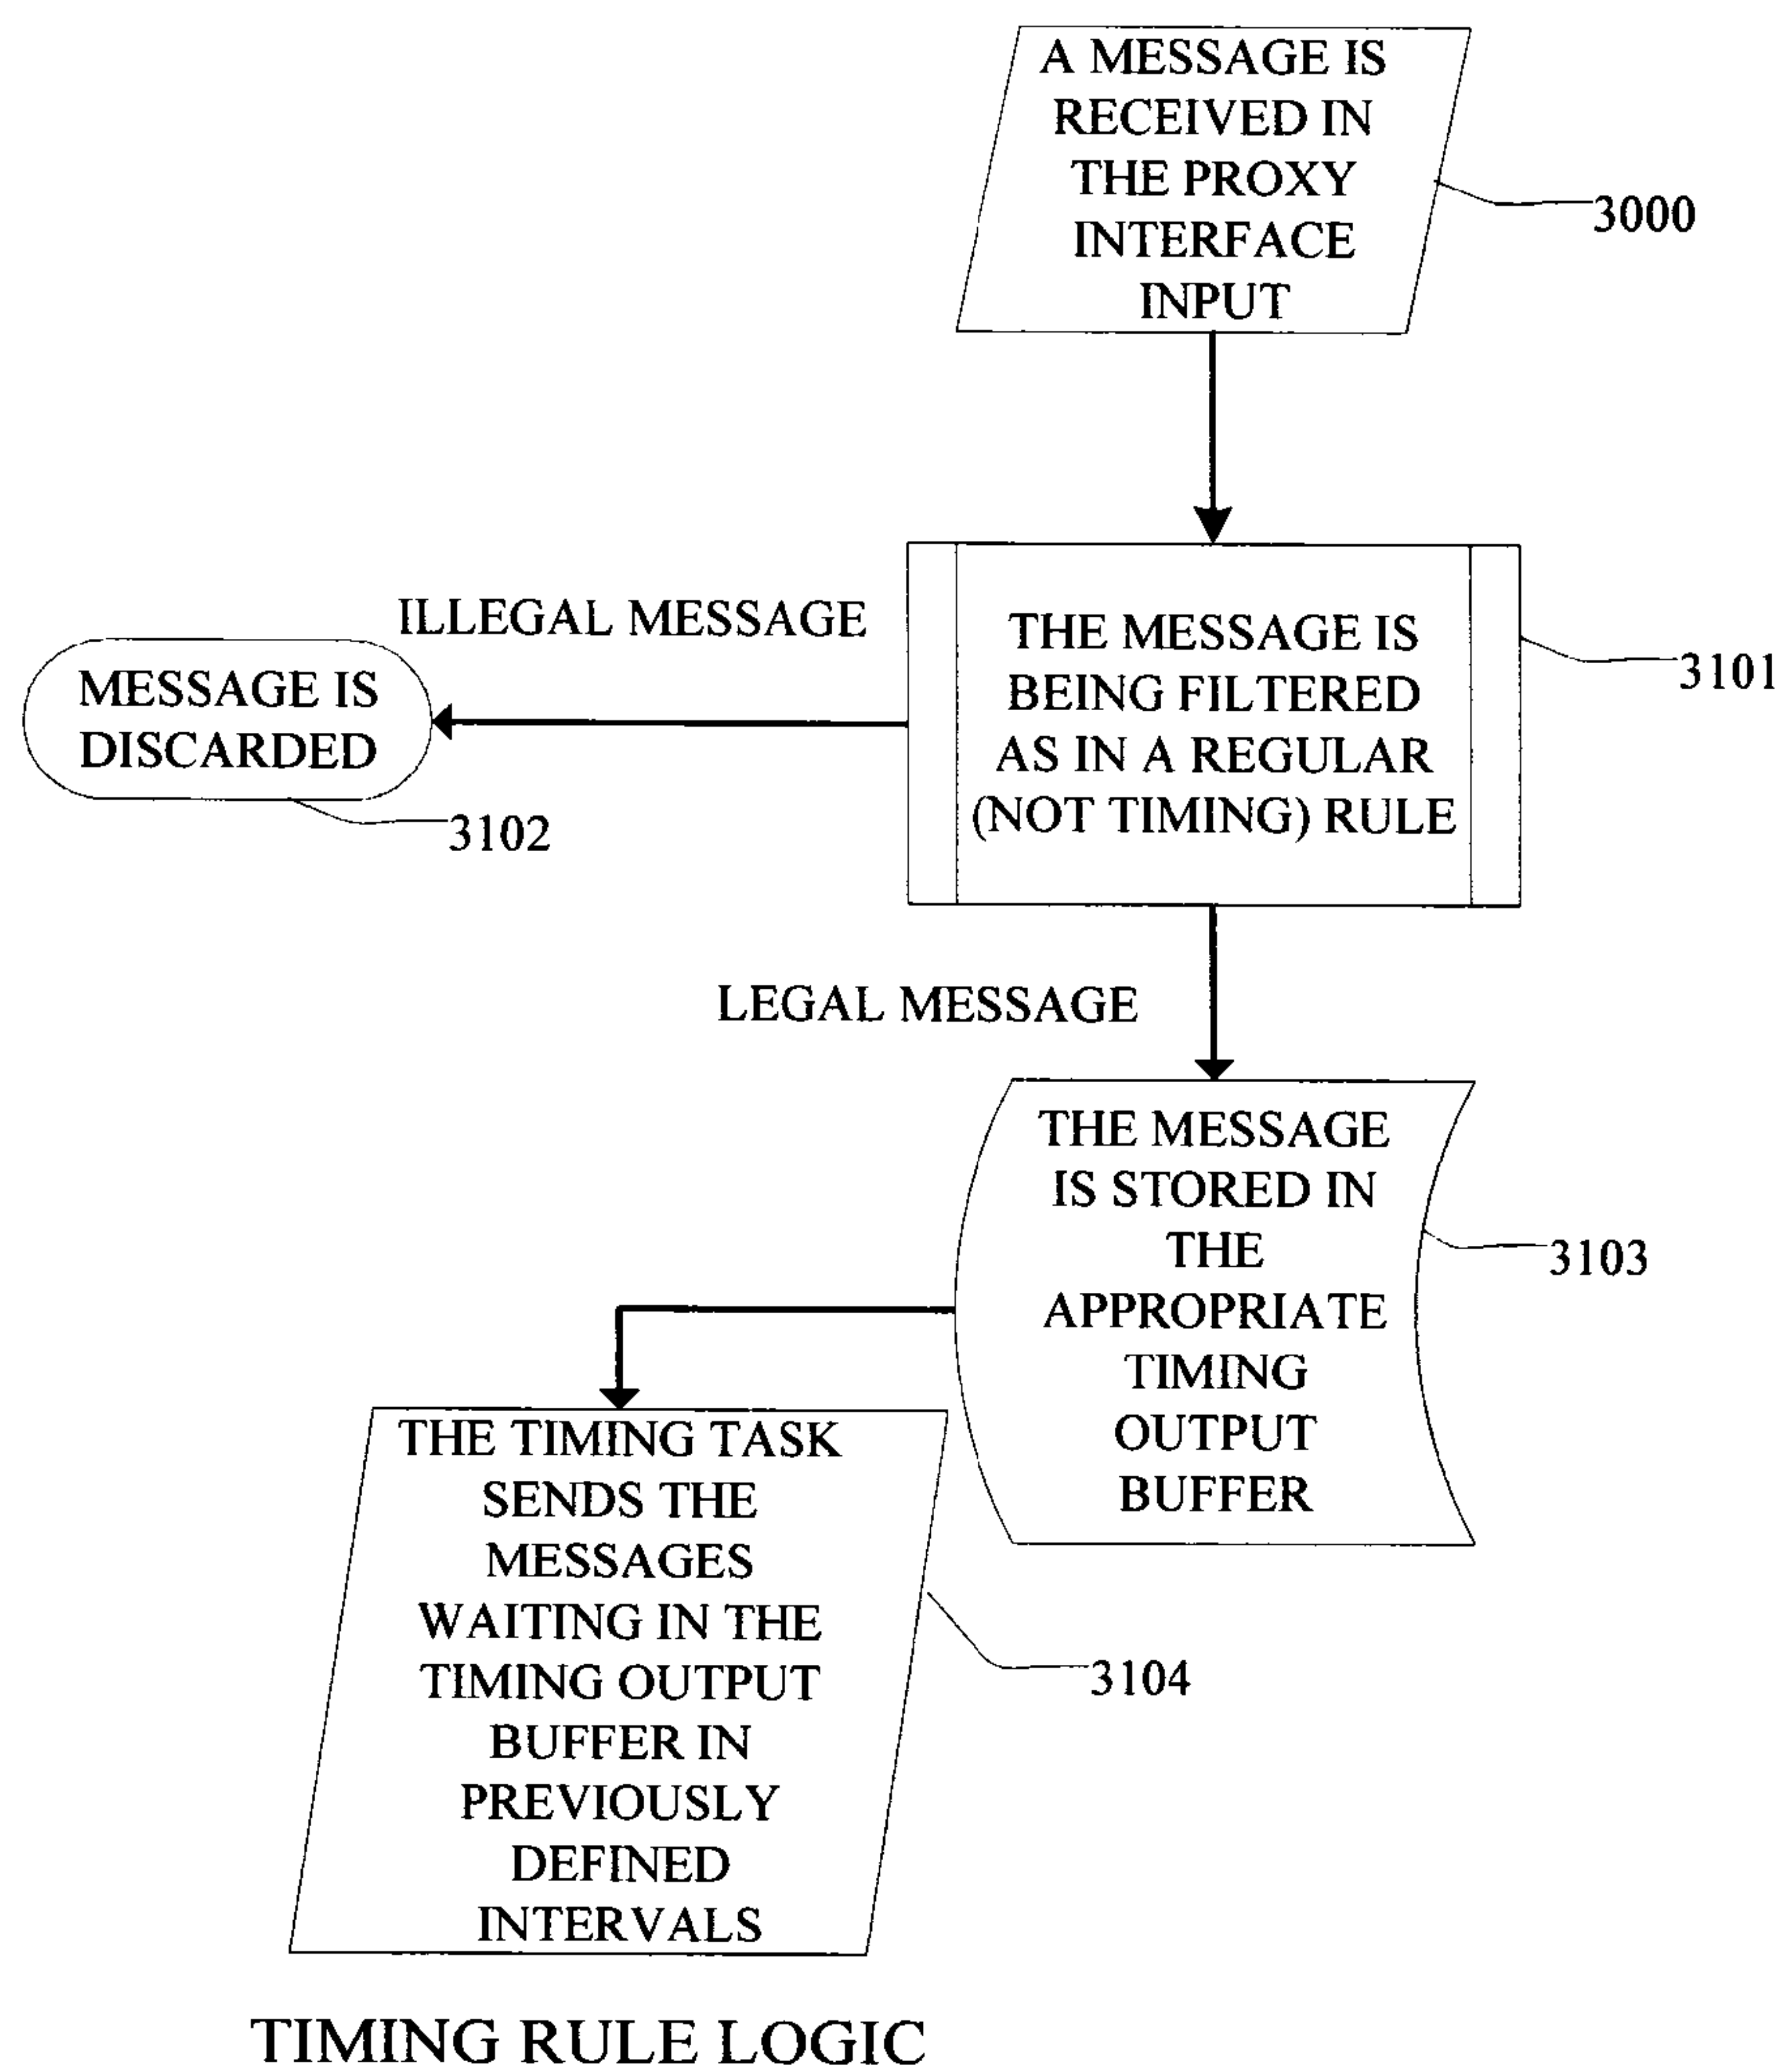 A MESSAGE IS
RECEIVED IN
THE PROXY
INTERFACE
INPUT
3000
ILLEGAL MESSAGE
THE MESSAGE IS
BEING FILTERED
AS IN A REGULAR
(NOT TIMING) RULE
3101
MESSAGE IS
DISCARDED
3102
LEGAL MESSAGE
THE MESSAGE
IS STORED IN
THE
APPROPRIATE
TIMING
OUTPUT
BUFFER
3103
THE TIMING TASK
SENDS THE
MESSAGES
WAITING IN THE
TIMING OUTPUT
BUFFER IN
PREVIOUSLY
DEFINED
INTERVALS
3104
TIMING RULE LOGIC